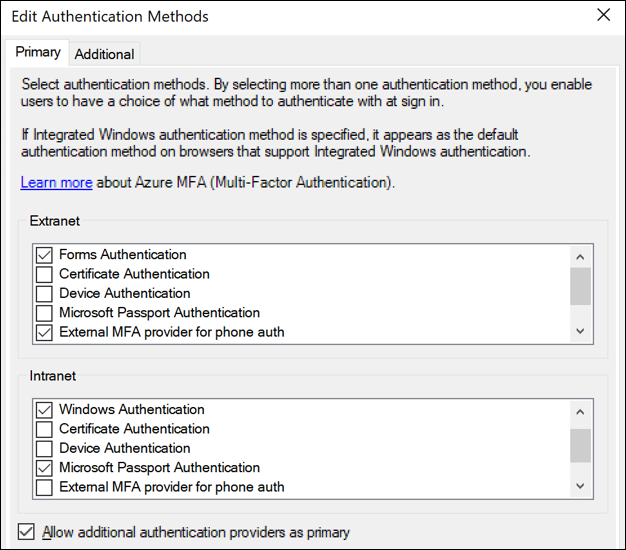 Edit Authentication Methods
Primary
Additional
Select authentication methods. By selecting more than one authentication method, you enable
users to have a choice of what method to authenticate with at sign in.
If Integrated Windows authentication method is specified, it appears as the default
authentication method on browsers that support Integrated Windows authentication.
Learn more about Azure MFA (Multi-Factor Authentication).
Extranet
Forms Authentication
Certificate Authentication
Device Authentication
Microsoft Passport Authentication
External MFA provider for phone auth
Intranet
Windows Authentication
Certificate Authentication
Device Authentication
Microsoft Passport Authentication
External MFA provider for phone auth
Allow additional authentication providers as primary